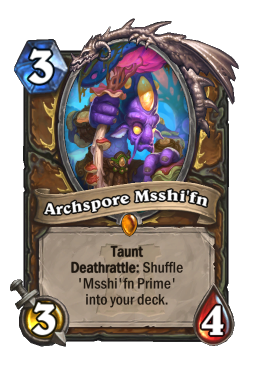 3
Archspore Msshi'fn
Taunt
Deathrattle: Shuffle
'Msshi'fn Prime'
into your deck.
3
4